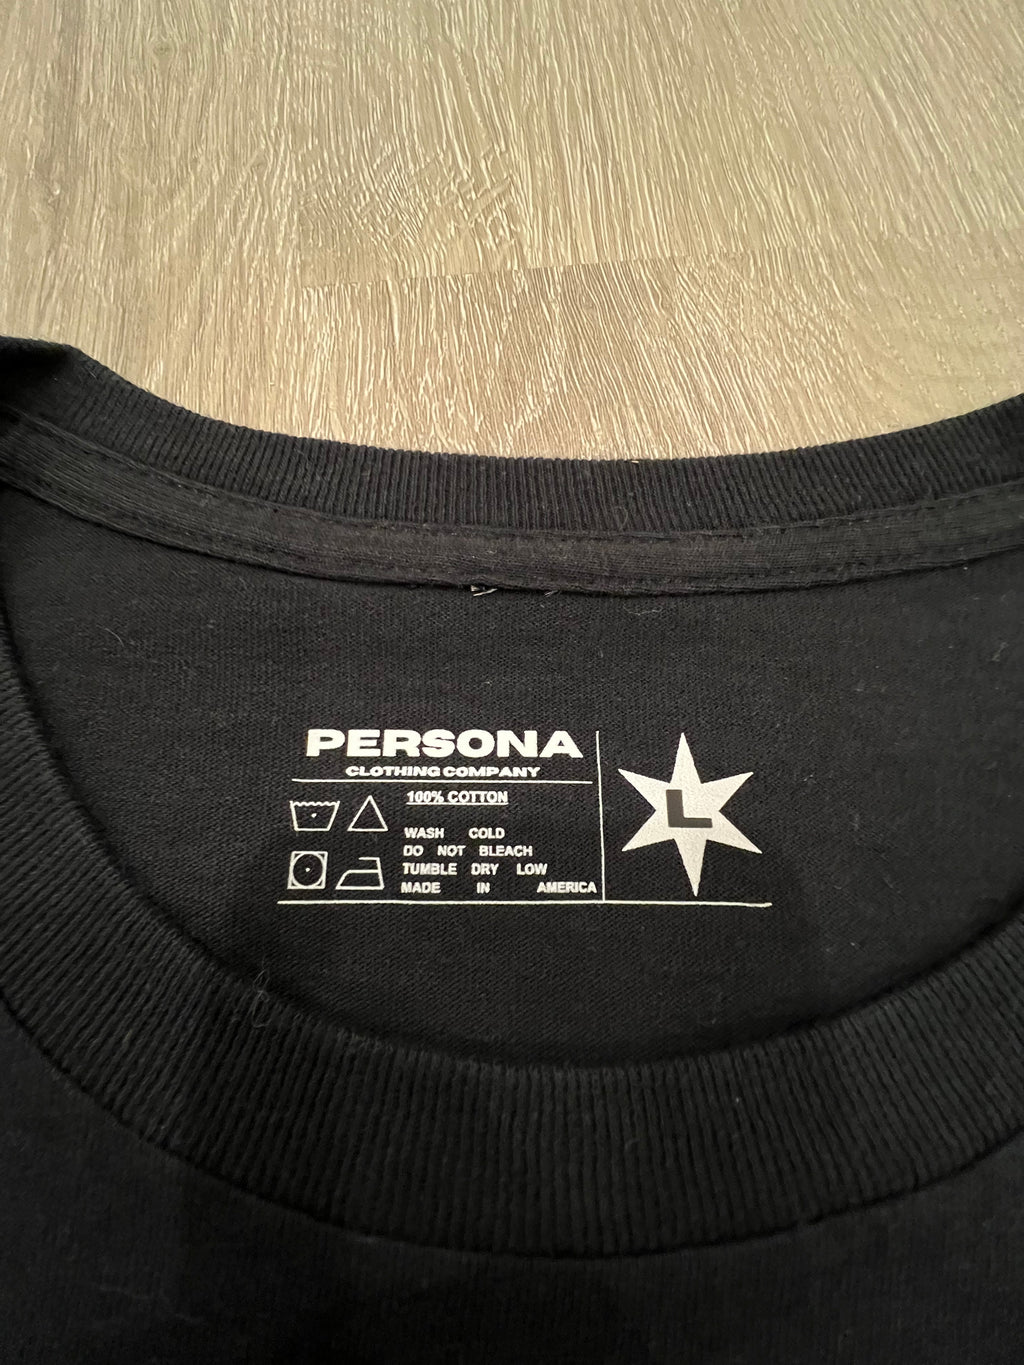 PERSONA
CLOTHING COMPANY
100% COTTON
WASH COLD
DO NOT BLEACH
TUMBLE DRY LOW
MADE IN AMERICA
L